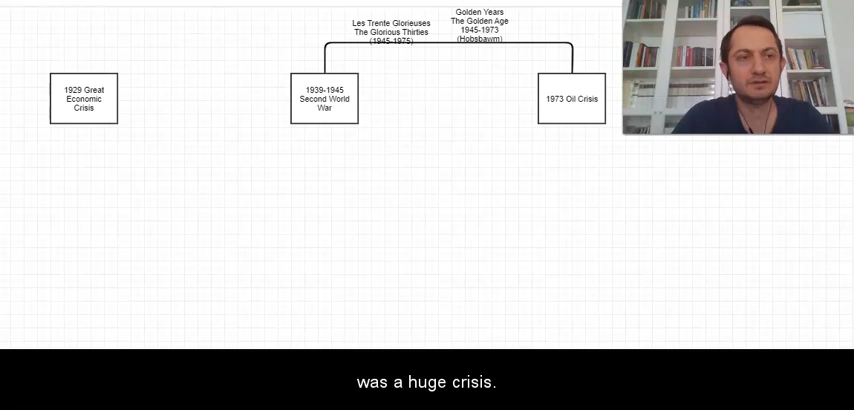 Les Trente Glorieuses
The Glorious Thirties
(1945-1975)
Golden Years
The Golden Age
1945-1973
(Hobsbawm)
1929 Great
Economic
Crisis
1939-1945
Second World
War
1973 Oil Crisis
was a huge crisis.